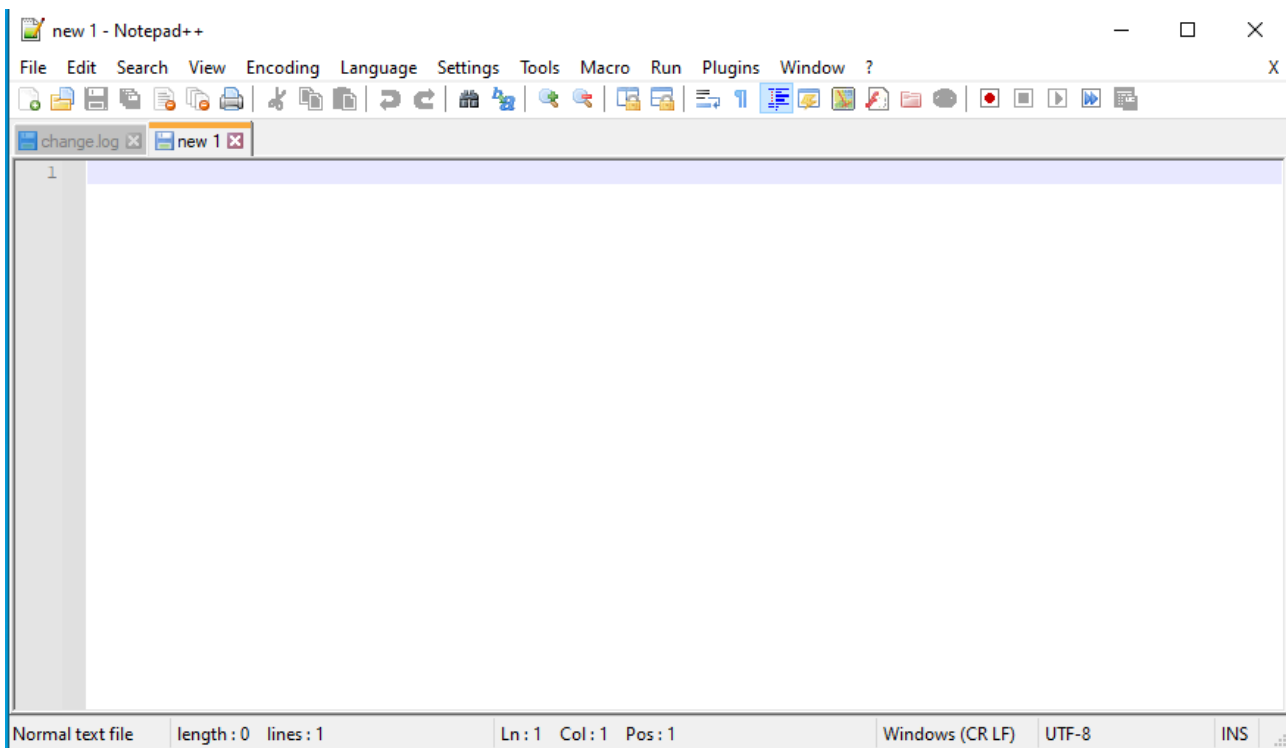 new 1 - Notepad++
File Edit Search View Encoding Language Settings Tools Macro Run Plugins Window ? X
change.log new 1
1
Normal text file length : 0 lines : 1 Ln : 1 Col : 1 Pos : 1 Windows (CR LF) UTF-8 INS